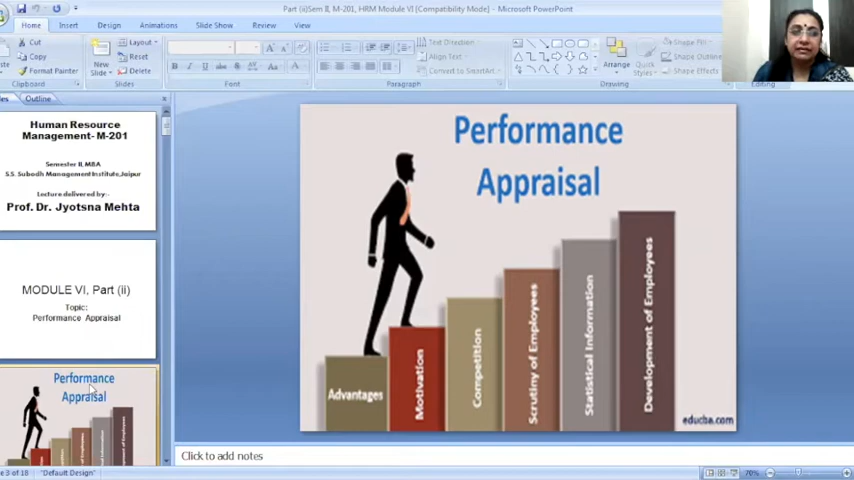 Part (ii)Sem II, M-201, HRM Module VI [Compatibility Mode] - Microsoft PowerPoint
Home Insert Design Animations Slide Show Review View
Cut
Copy
Format Painter
New
Slide
Layout
Reset
Delete
Slides
Font
Text Direction
Align Text
Convert to SmartArt
Paragraph
Arrange
Quick
Styles
Shape Fill
Shape Outline
Shape Effects
Drawing
Editing
Outline
Human Resource
Management- M-201
Semester II, MBA
S.S. Subodh Management Institute, Jaipur
Lecture delivered by:-
Prof. Dr. Jyotsna Mehta
MODULE VI, Part (ii)
Topic:
Performance Appraisal
Performance
Appraisal
Performance
Appraisal
Advantages
Motivation
Competition
Scrutiny of Employees
Statistical Information
Development of Employees
educba.com
Click to add notes
3 of 18
"Default Design"
70%